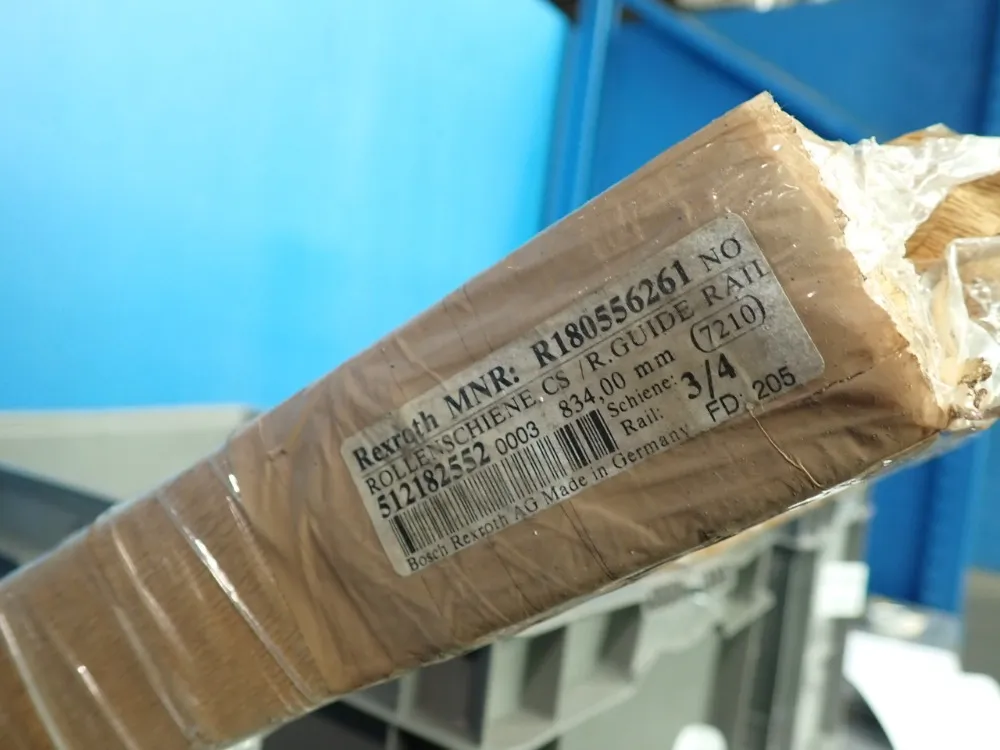 Rexroth MNR: R180556261 NO
ROLLENSCHIENE CS /R.GUIDE RAIL
512182552 0003 834,00 mm (7210)
Schiene: 3/4
Rail:
FD: 205
Bosch Rexroth AG Made in Germany